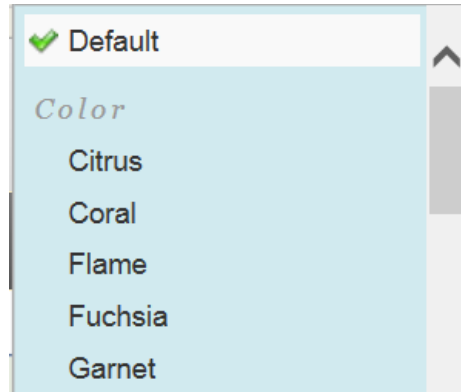 Default
Color
Citrus
Coral
Flame
Fuchsia
Garnet